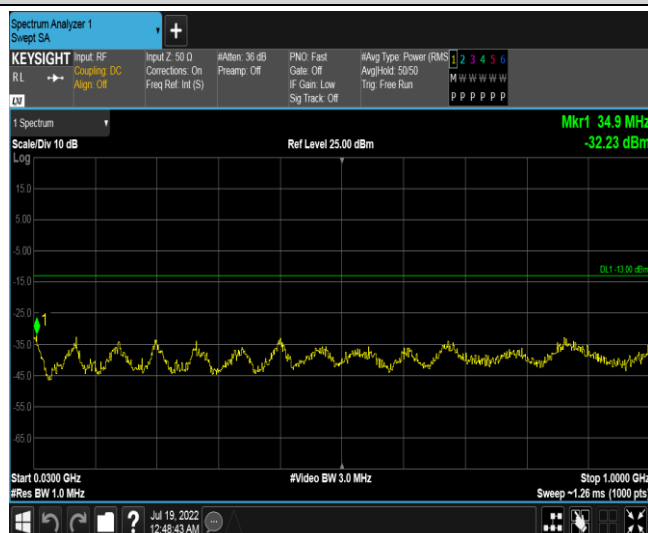 Spectrum Analyzer 1
Swept SA
+
KEYSIGHT
RL
LXI
Input: RF
Coupling: DC
Align: Off
Input Z: 50 Ω
Corrections: On
Freq Ref: Int (S)
#Atten: 36 dB
Preamp: Off
PNO: Fast
Gate: Off
IF Gain: Low
Sig Track: Off
#Avg Type: Power (RMS
Avg|Hold: 50/50
Trig: Free Run
1 2 3 4 5 6
M W W W W W
P P P P P P
1 Spectrum
Scale/Div 10 dB
Ref Level 25.00 dBm
Mkr1 34.9 MHz
-32.23 dBm
Log
15.0
5.00
-5.00
DL1 -13.00 dBm
-15.0
-25.0
1
-35.0
-45.0
-55.0
-65.0
Start 0.0300 GHz
#Video BW 3.0 MHz
Stop 1.0000 GHz
#Res BW 1.0 MHz
Sweep ~1.26 ms (1000 pts)
?
Jul 19, 2022
12:48:43 AM